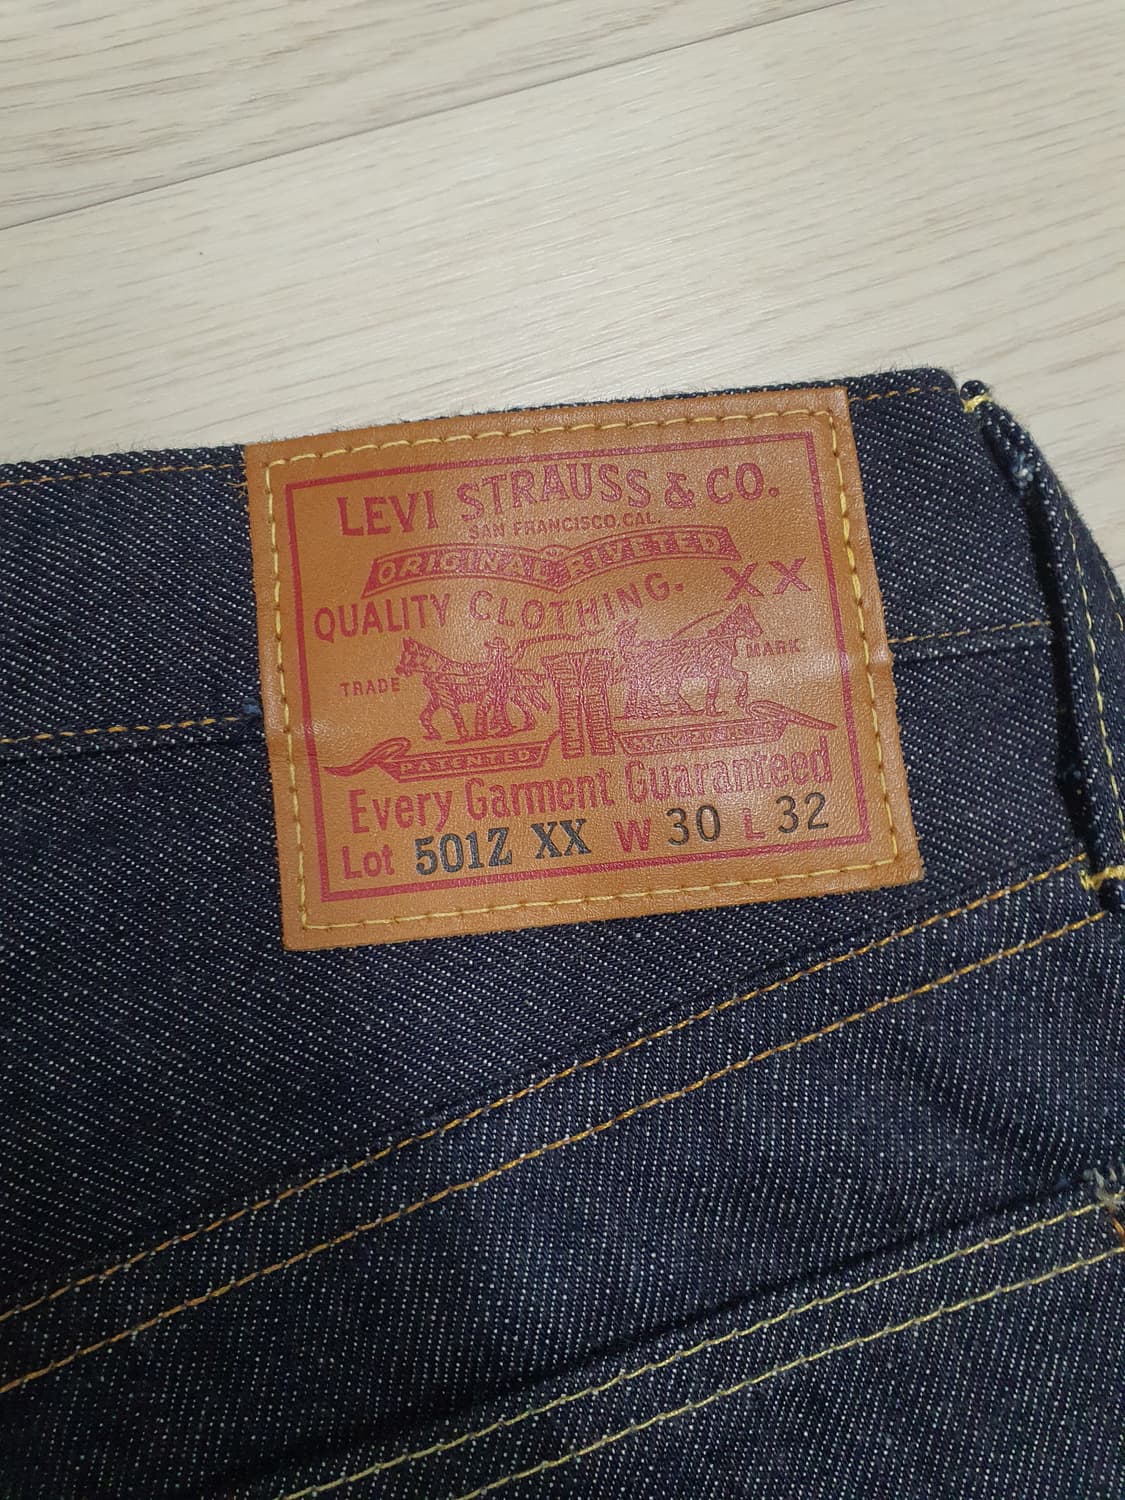 LEVI STRAUSS & CO.
SAN FRANCISCO, CAL.
ORIGINAL RIVETED
QUALITY CLOTHING. XX
TRADE MARK
PATENTED
Every Garment Guaranteed
Lot 501Z XX W 30 L 32